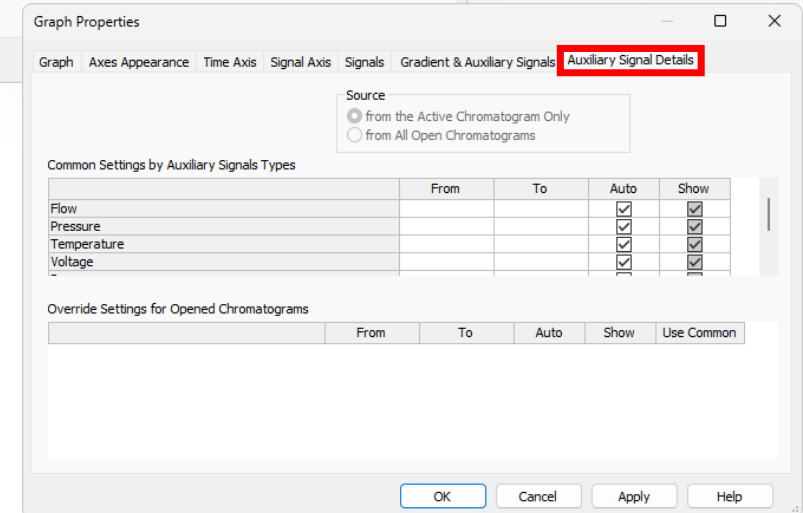 Graph Properties
Graph Axes Appearance Time Axis Signal Axis Signals Gradient & Auxiliary Signals Auxiliary Signal Details
Source
from the Active Chromatogram Only
from All Open Chromatograms
Common Settings by Auxiliary Signals Types
From To Auto Show
Flow
Pressure
Temperature
Voltage
Override Settings for Opened Chromatograms
From To Auto Show Use Common
OK Cancel Apply Help